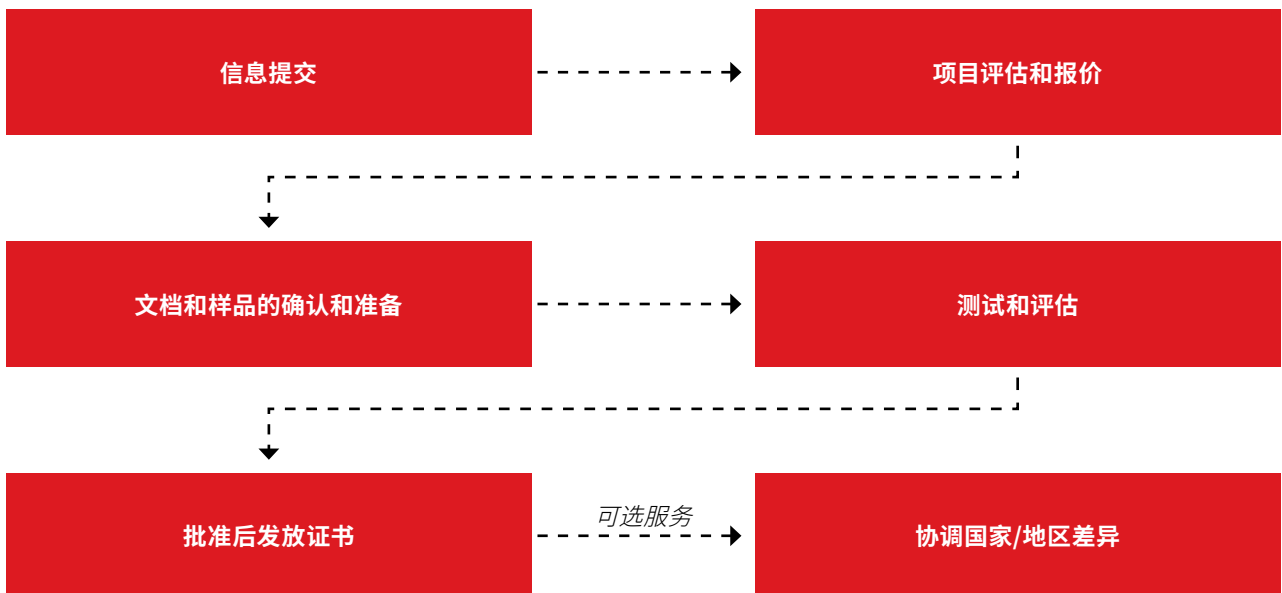 信息提交
项目评估和报价
文档和样品的确认和准备
测试和评估
批准后发放证书
可选服务
协调国家/地区差异